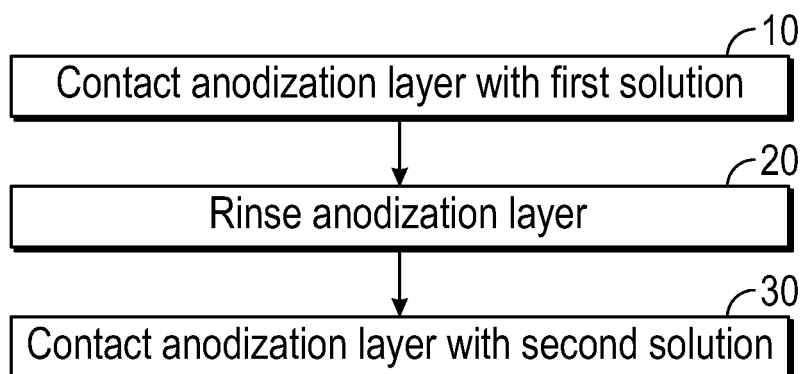 10
Contact anodization layer with first solution
20
Rinse anodization layer
30
Contact anodization layer with second solution